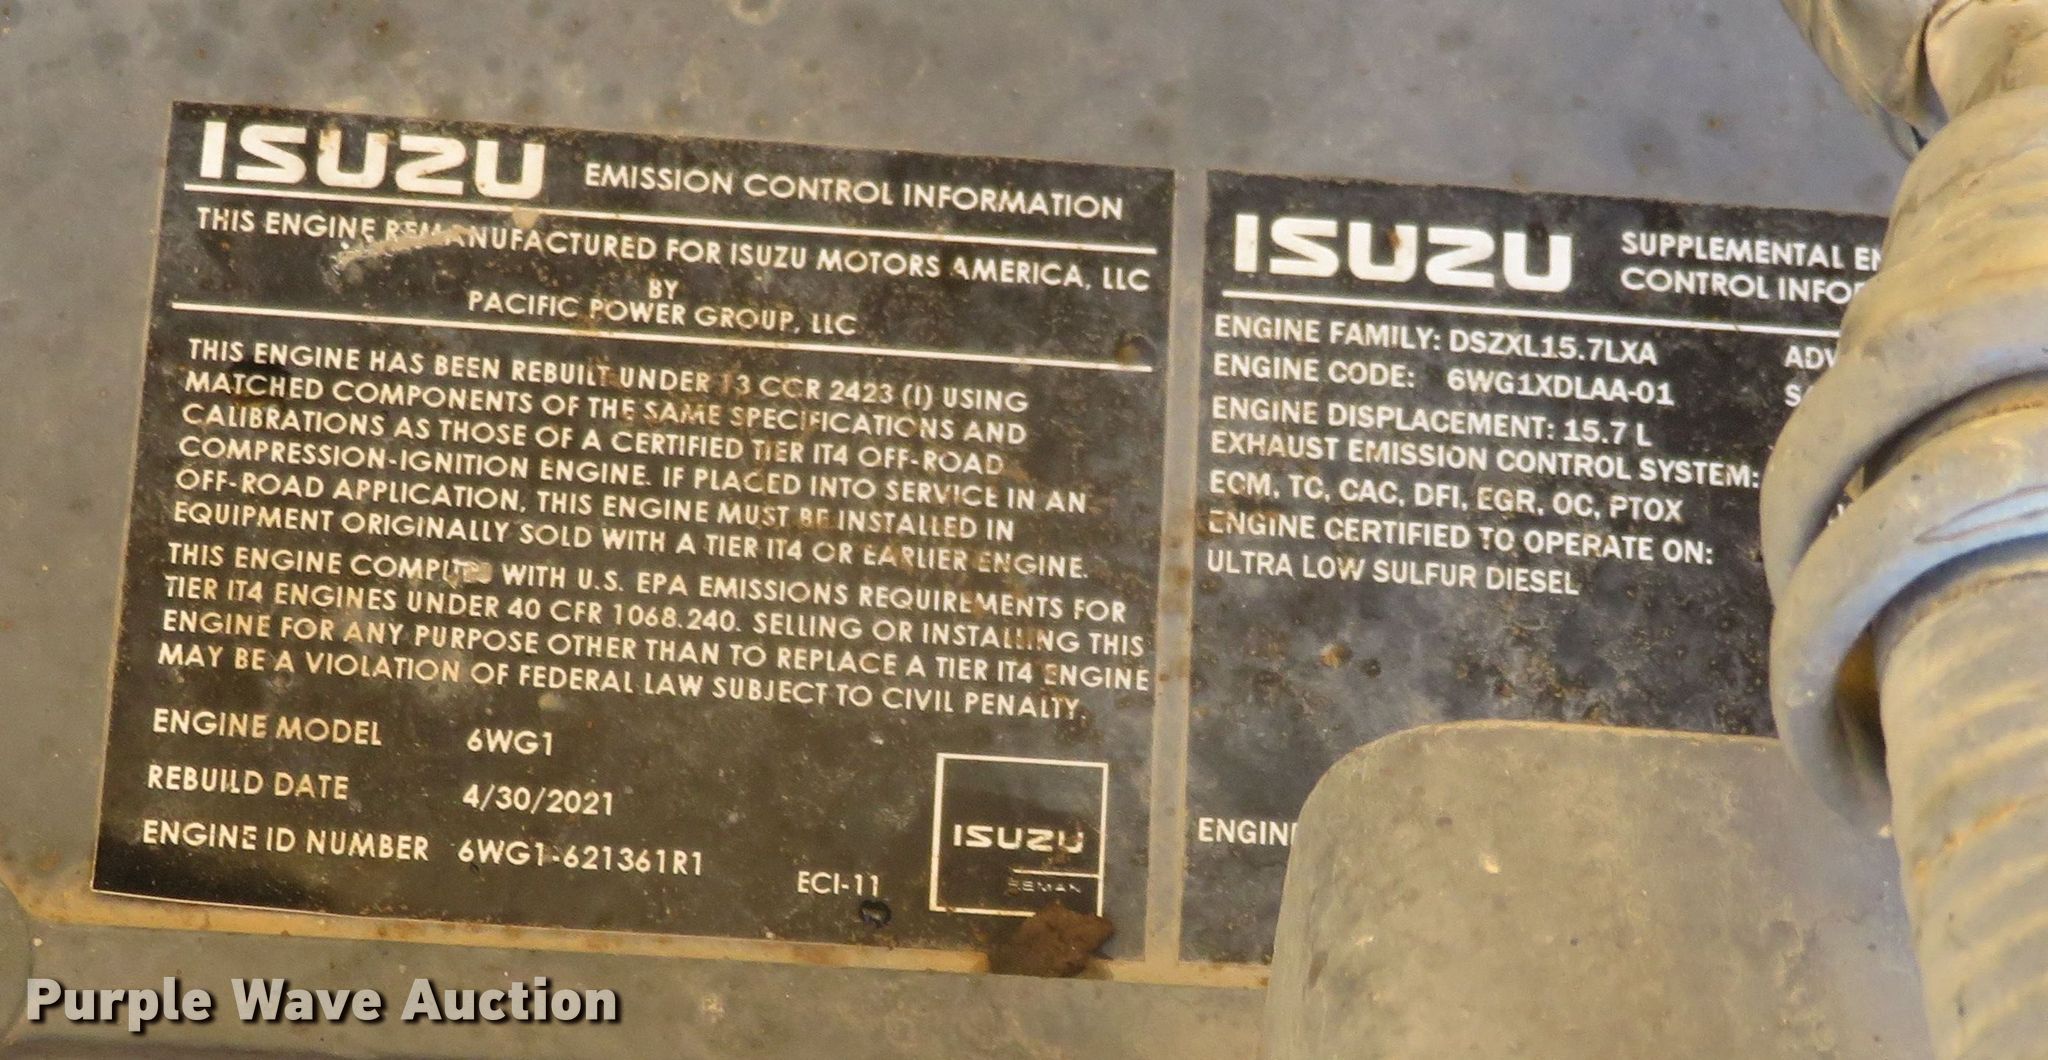 ISUZU EMISSION CONTROL INFORMATION
THIS ENGINE REMANUFACTURED FOR ISUZU MOTORS AMERICA, LLC
BY
PACIFIC POWER GROUP, LLC
THIS ENGINE HAS BEEN REBUILT UNDER 13 CCR 2423 (l) USING
MATCHED COMPONENTS OF THE SAME SPECIFICATIONS AND
CALIBRATIONS AS THOSE OF A CERTIFIED TIER IT4 OFF-ROAD
COMPRESSION-IGNITION ENGINE. IF PLACED INTO SERVICE IN AN
OFF-ROAD APPLICATION, THIS ENGINE MUST BE INSTALLED IN
EQUIPMENT ORIGINALLY SOLD WITH A TIER IT4 OR EARLIER ENGINE.
THIS ENGINE COMPLIES WITH U.S. EPA EMISSIONS REQUIREMENTS FOR
TIER IT4 ENGINES UNDER 40 CFR 1068.240. SELLING OR INSTALLING THIS
ENGINE FOR ANY PURPOSE OTHER THAN TO REPLACE A TIER IT4 ENGINE
MAY BE A VIOLATION OF FEDERAL LAW SUBJECT TO CIVIL PENALTY.
ENGINE MODEL 6WG1
REBUILD DATE 4/30/2021
ENGINE ID NUMBER 6WG1-621361R1
ECI-11
ISUZU
REMAN
ISUZU SUPPLEMENTAL
CONTROL
ENGINE FAMILY: DSZXL15.7LXA
ENGINE CODE: 6WG1XDLAA-01
ENGINE DISPLACEMENT: 15.7 L
EXHAUST EMISSION CONTROL SYSTEM:
ECM, TC, CAC, DFI, EGR, OC, PTOX
ENGINE CERTIFIED TO OPERATE ON:
ULTRA LOW SULFUR DIESEL
Purple Wave Auction